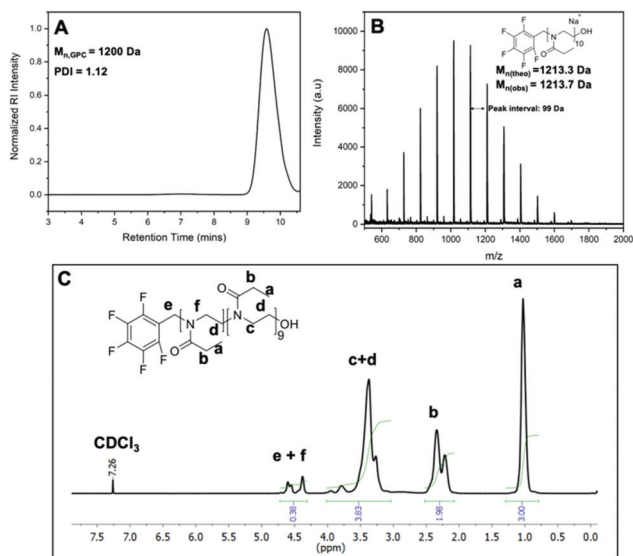 A
M n,GPC = 1200 Da
PDI = 1.12
Normalized RI Intensity
1.0
0.8
0.6
0.4
0.2
0.0
3 4 5 6 7 8 9 10
Retention Time (mins)
B
Na+
F F F F F N O 10 OH
M n(theo) =1213.3 Da
M n(obs) =1213.7 Da
Peak interval: 99 Da
Intensity (a.u)
10000
8000
6000
4000
2000
0
600 800 1000 1200 1400 1600 1800 2000
m/z
C
b a
O
F F e f N d OH
F F F N c 9
O b a d
CDCl3
7.26
e + f
c+d
b
a
0.38 3.83 1.98 3.00
7.5 7.0 6.5 6.0 5.5 5.0 4.5 4.0 3.5 3.0 2.5 2.0 1.5 1.0 0.5 0.0
(ppm)